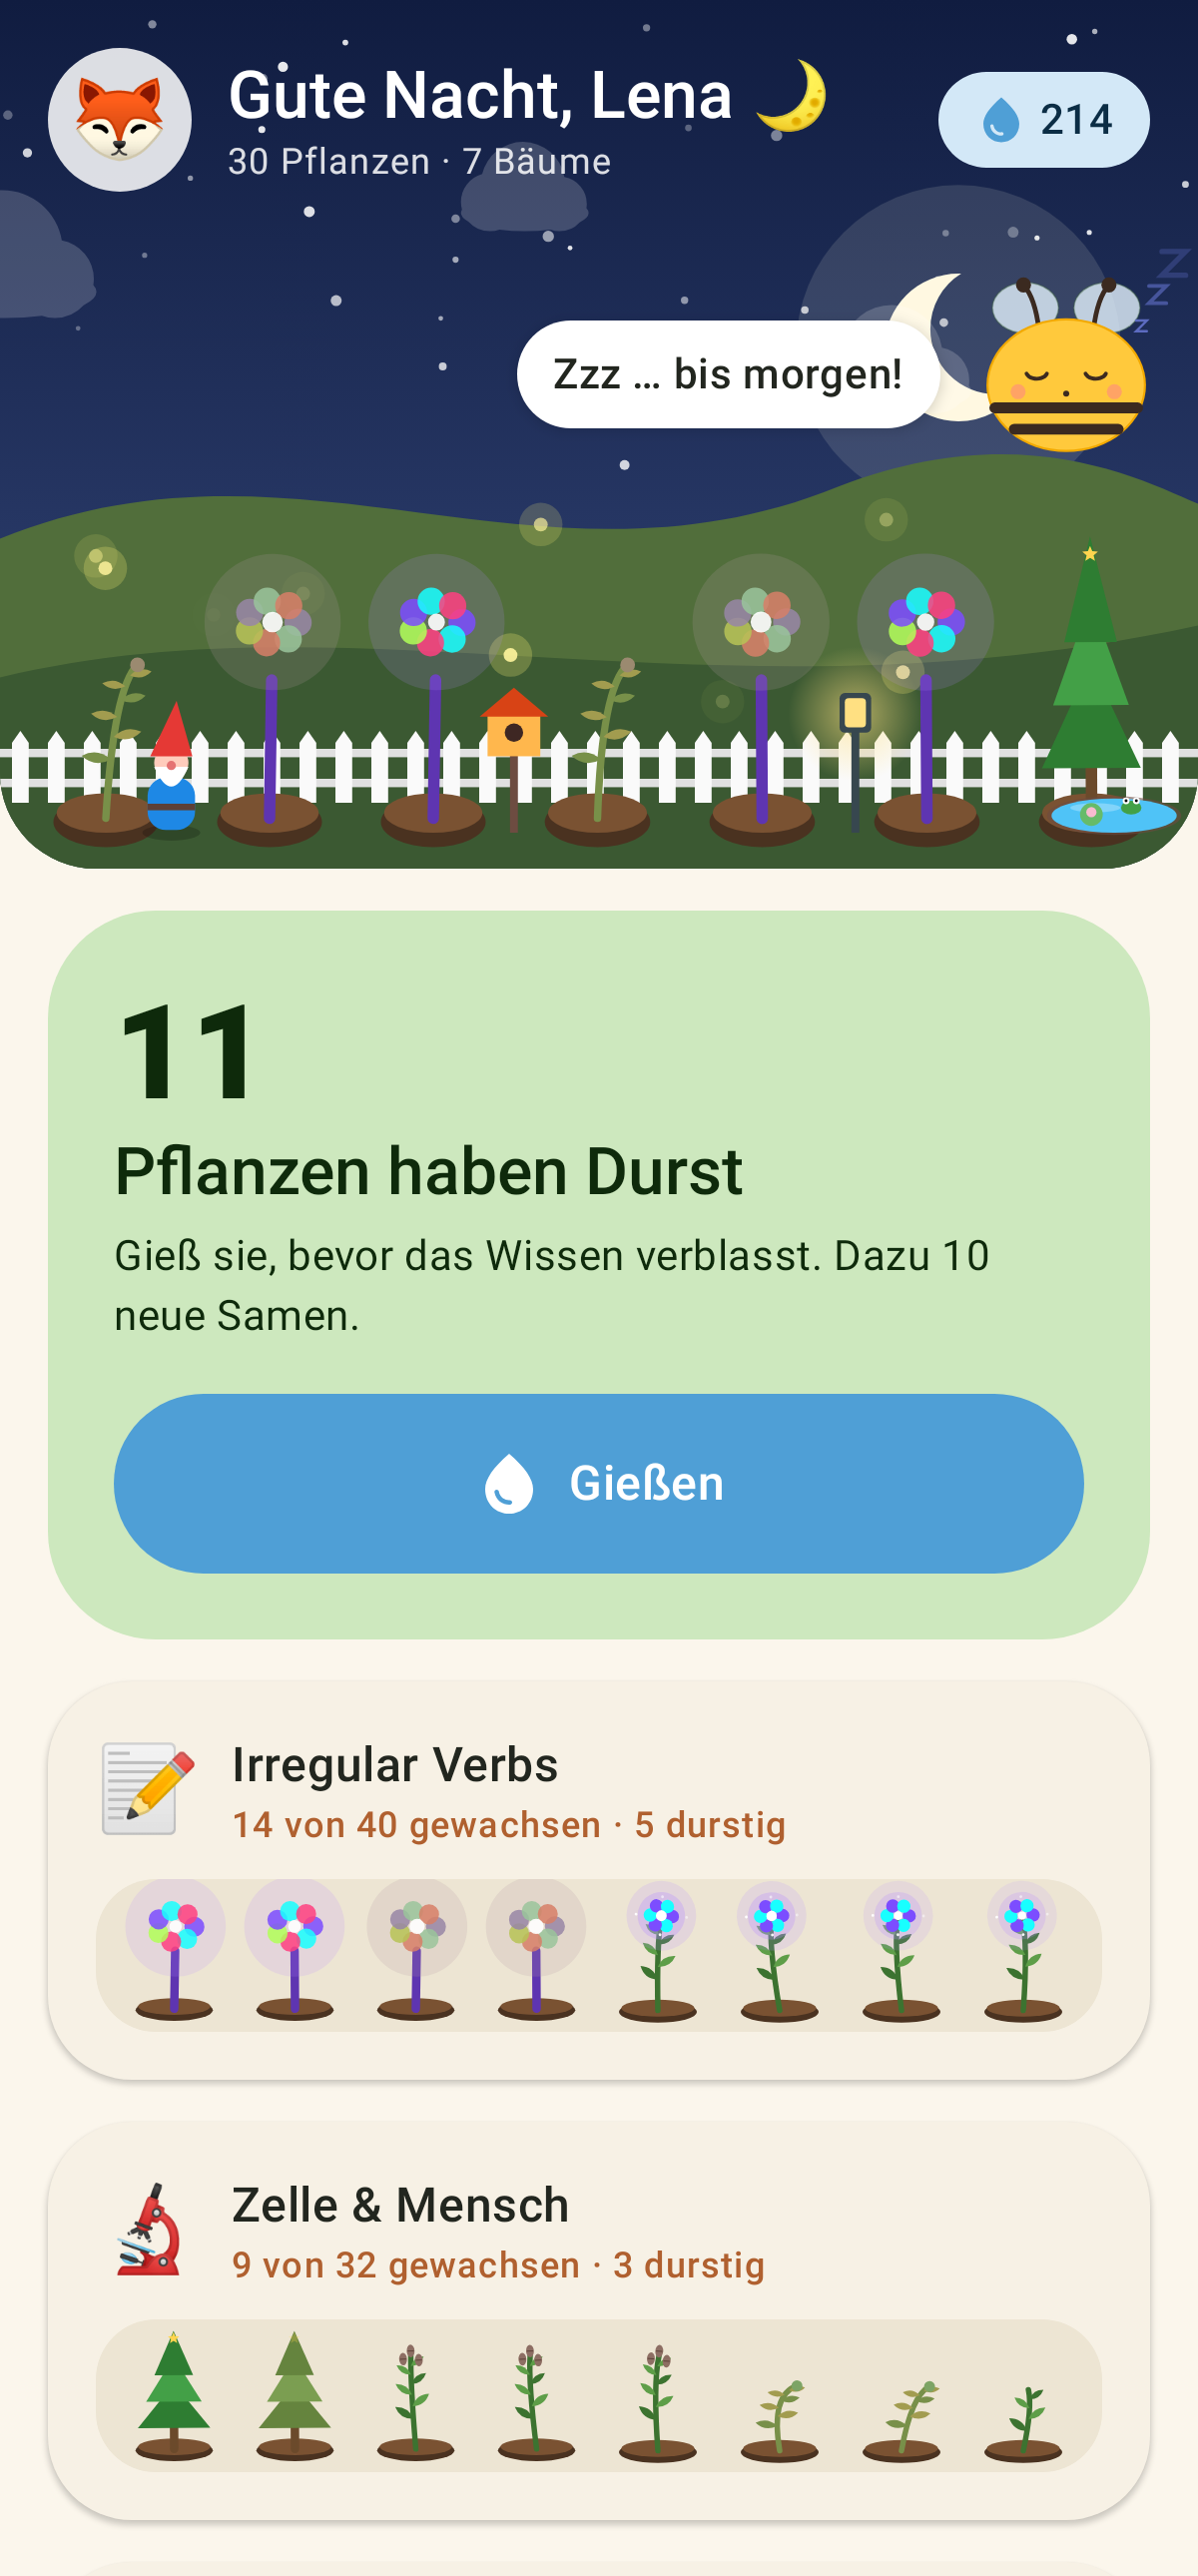 Gute Nacht, Lena 🌙
30 Pflanzen · 7 Bäume
214
Z
Z
Z
Zzz … bis morgen!
11
Pflanzen haben Durst
Gieß sie, bevor das Wissen verblasst. Dazu 10
neue Samen.
Gießen
Irregular Verbs
14 von 40 gewachsen · 5 durstig
Zelle & Mensch
9 von 32 gewachsen · 3 durstig